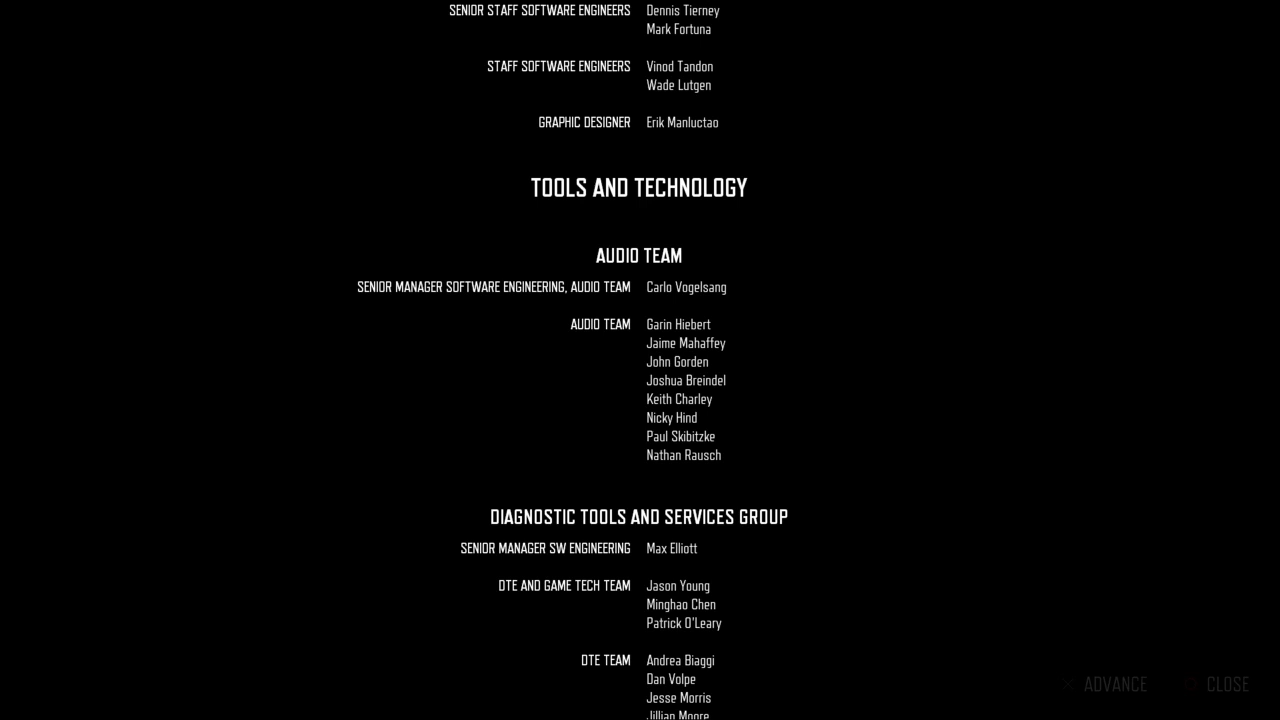 SENIOR STAFF SOFTWARE ENGINEERS Dennis Tierney
Mark Fortuna
STAFF SOFTWARE ENGINEERS Vinod Tandon
Wade Lutgen
GRAPHIC DESIGNER Erik Manluctao
TOOLS AND TECHNOLOGY
AUDIO TEAM
SENIOR MANAGER SOFTWARE ENGINEERING, AUDIO TEAM Carlo Vogelsang
AUDIO TEAM Garin Hiebert
Jaime Mahaffey
John Gorden
Joshua Breindel
Keith Charley
Nicky Hind
Paul Skibitzke
Nathan Rausch
DIAGNOSTIC TOOLS AND SERVICES GROUP
SENIOR MANAGER SW ENGINEERING Max Elliott
DTE AND GAME TECH TEAM Jason Young
Minghao Chen
Patrick O'Leary
DTE TEAM Andrea Biaggi
Dan Volpe
Jesse Morris
Jillian Moore
ADVANCE CLOSE